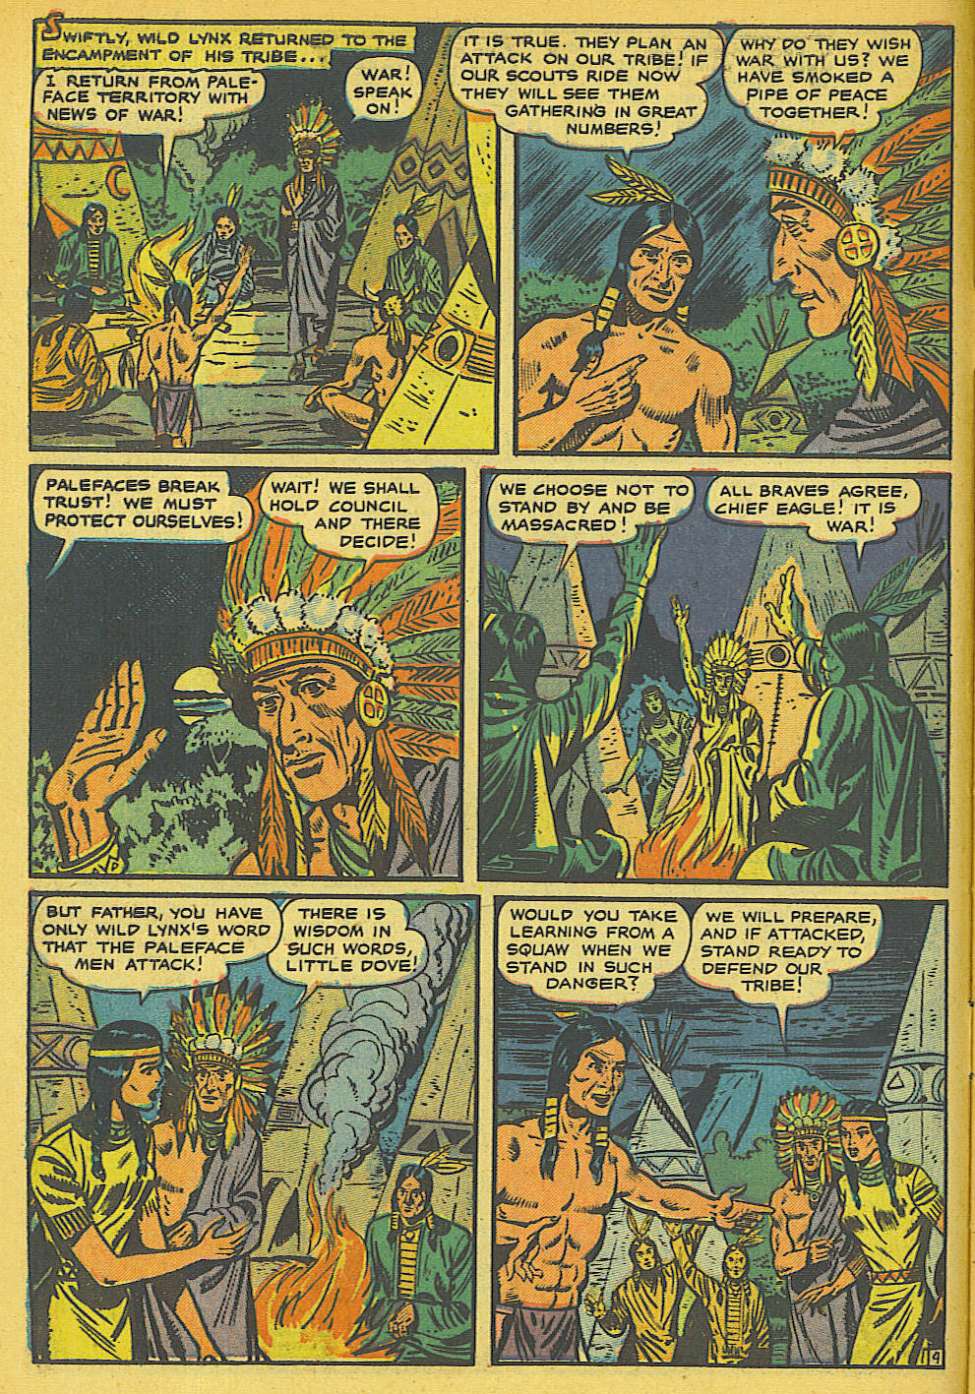 SWIFTLY, WILD LYNX RETURNED TO THE
ENCAMPMENT OF HIS TRIBE...
I RETURN FROM PALE-
FACE TERRITORY WITH
NEWS OF WAR!
WAR!
SPEAK
ON!
IT IS TRUE. THEY PLAN AN
ATTACK ON OUR TRIBE! IF
OUR SCOUTS RIDE NOW
THEY WILL SEE THEM
GATHERING IN GREAT
NUMBERS!
WHY DO THEY WISH
WAR WITH US? WE
HAVE SMOKED A
PIPE OF PEACE
TOGETHER!
PALEFACES BREAK
TRUST! WE MUST
PROTECT OURSELVES!
WAIT! WE SHALL
HOLD COUNCIL
AND THERE
DECIDE!
WE CHOOSE NOT TO
STAND BY AND BE
MASSACRED!
ALL BRAVES AGREE,
CHIEF EAGLE! IT IS
WAR!
BUT FATHER, YOU HAVE
ONLY WILD LYNX'S WORD
THAT THE PALEFACE
MEN ATTACK!
THERE IS
WISDOM IN
SUCH WORDS,
LITTLE DOVE!
WOULD YOU TAKE
LEARNING FROM A
SQUAW WHEN WE
STAND IN SUCH
DANGER?
WE WILL PREPARE,
AND IF ATTACKED,
STAND READY TO
DEFEND OUR
TRIBE!
9